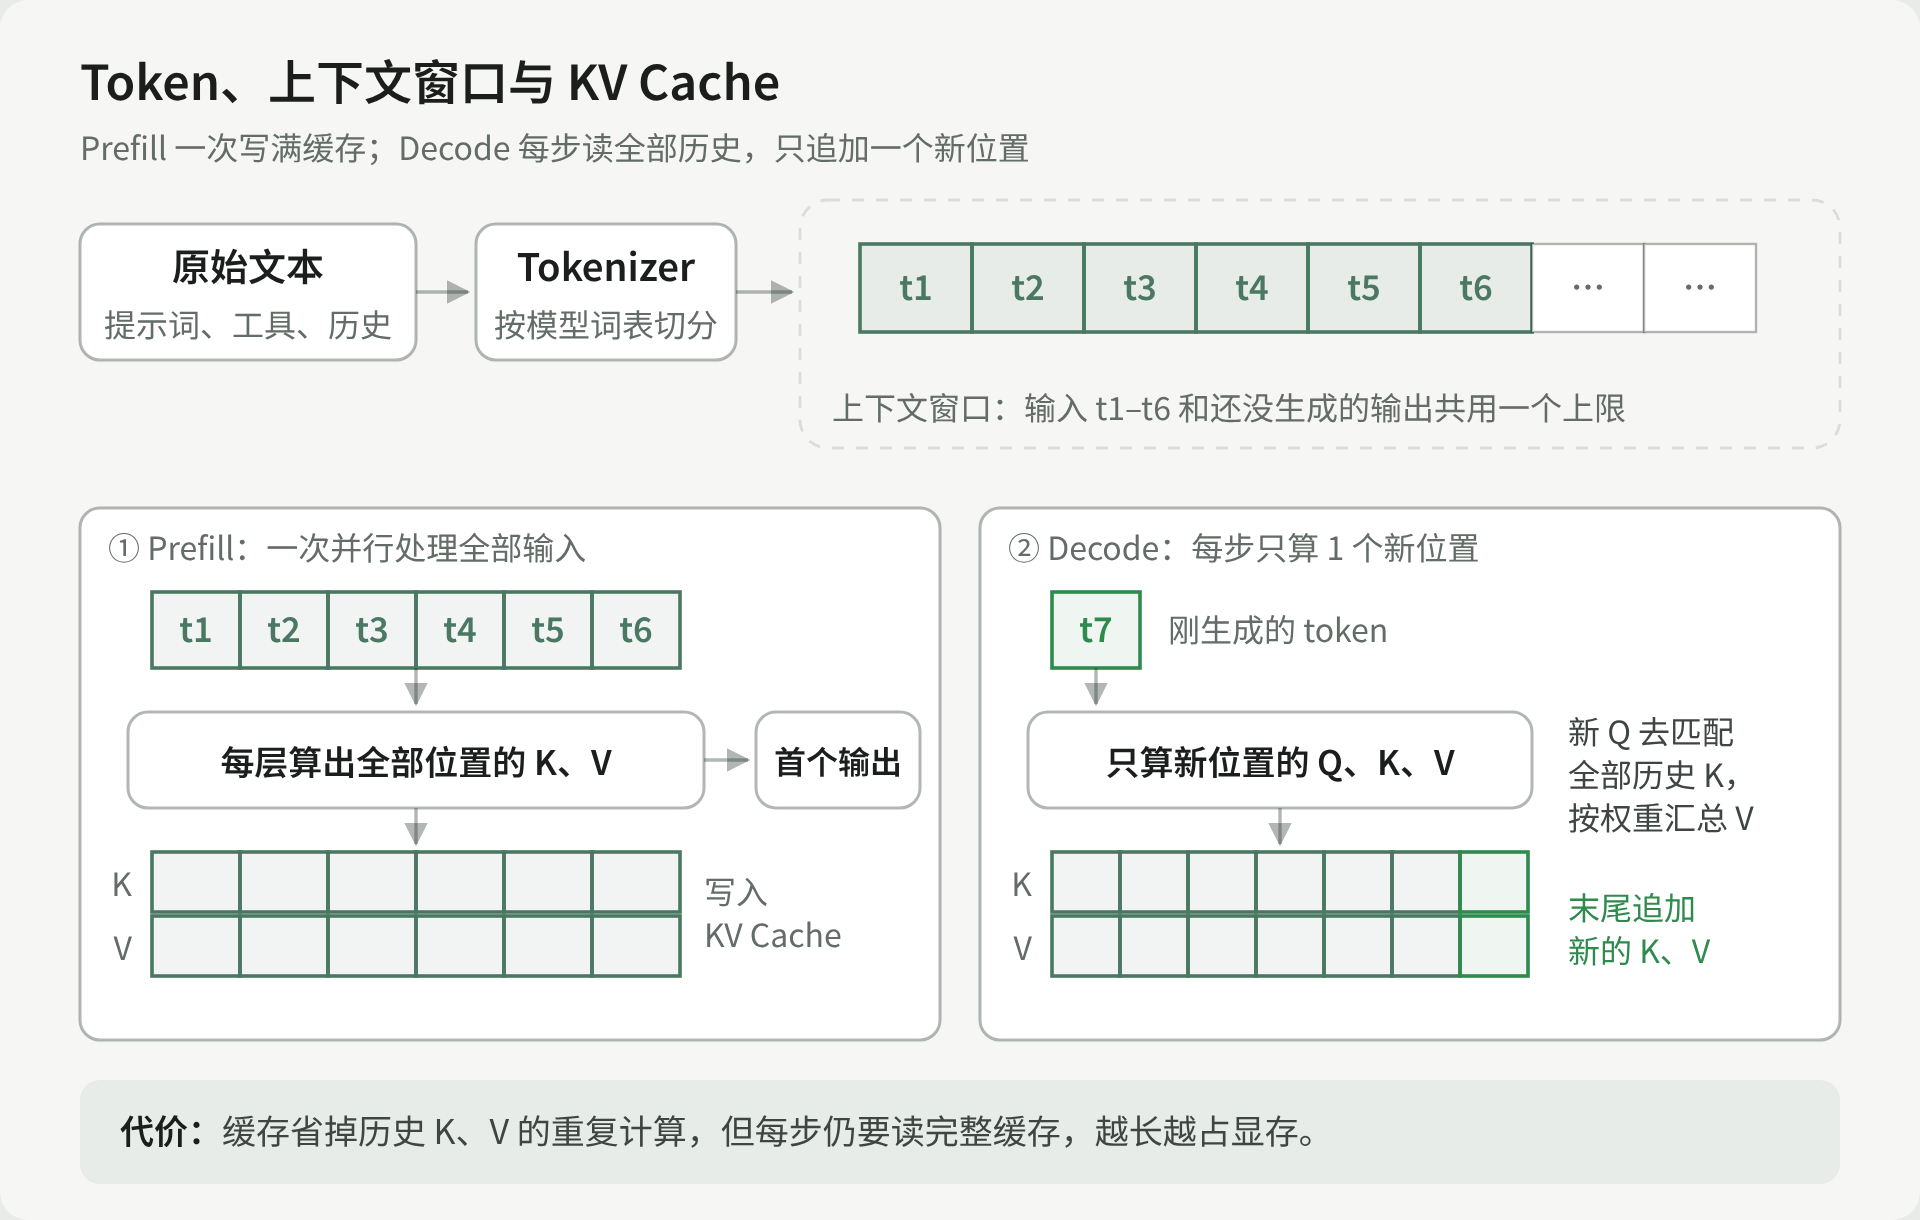 Token、上下文窗口与 KV Cache
Prefill 一次写满缓存；Decode 每步读全部历史，只追加一个新位置
原始文本
提示词、工具、历史
Tokenizer
按模型词表切分
t1 t2 t3 t4 t5 t6 … …
上下文窗口：输入 t1–t6 和还没生成的输出共用一个上限
① Prefill：一次并行处理全部输入
t1 t2 t3 t4 t5 t6
每层算出全部位置的 K、V
首个输出
K
V
写入
KV Cache
② Decode：每步只算 1 个新位置
t7
刚生成的 token
只算新位置的 Q、K、V
新 Q 去匹配
全部历史 K，
按权重汇总 V
K
V
末尾追加
新的 K、V
代价：缓存省掉历史 K、V 的重复计算，但每步仍要读完整缓存，越长越占显存。